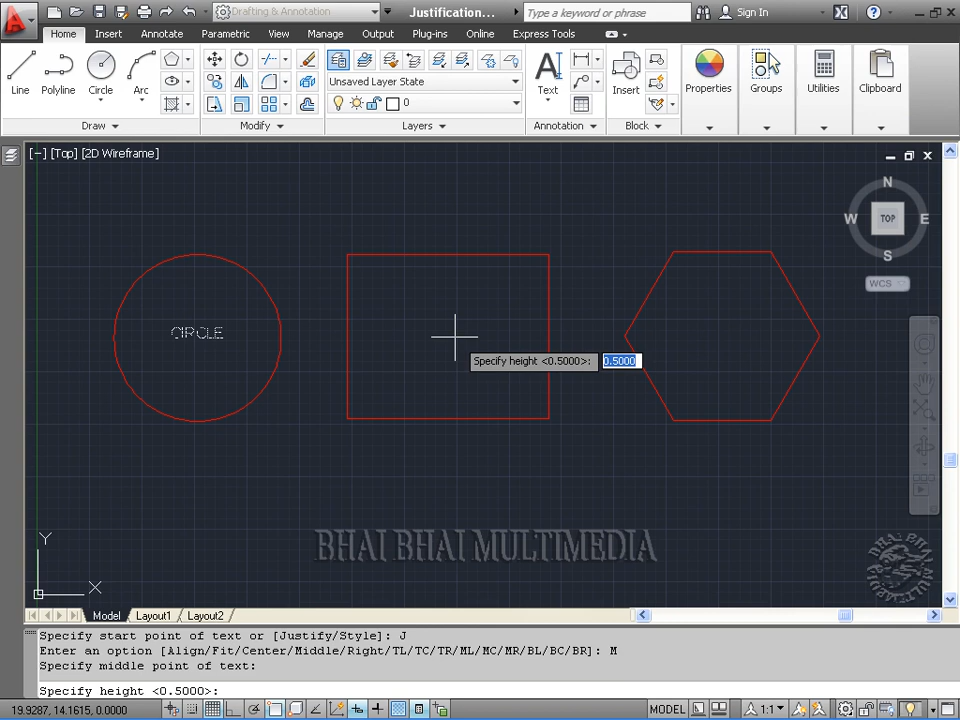 Drafting & Annotation
Justification...
Type a keyword or phrase
Sign In
Home Insert Annotate Parametric View Manage Output Plug-ins Online Express Tools
Unsaved Layer State
0
Line Polyline Circle Arc
Text
Insert
Properties Groups Utilities Clipboard
Draw Modify Layers Annotation Block
[−] [Top] [2D Wireframe]
N
W TOP E
S
WCS
CIRCLE
Specify height <0.5000>: 0.5000
BHAI BHAI MULTIMEDIA
Y
X
Model Layout1 Layout2
Specify start point of text or [Justify/Style]: J
Enter an option [Align/Fit/Center/Middle/Right/TL/TC/TR/ML/MC/MR/BL/BC/BR]: M
Specify middle point of text:
Specify height <0.5000>:
19.9287, 14.1615, 0.0000
MODEL
1:1